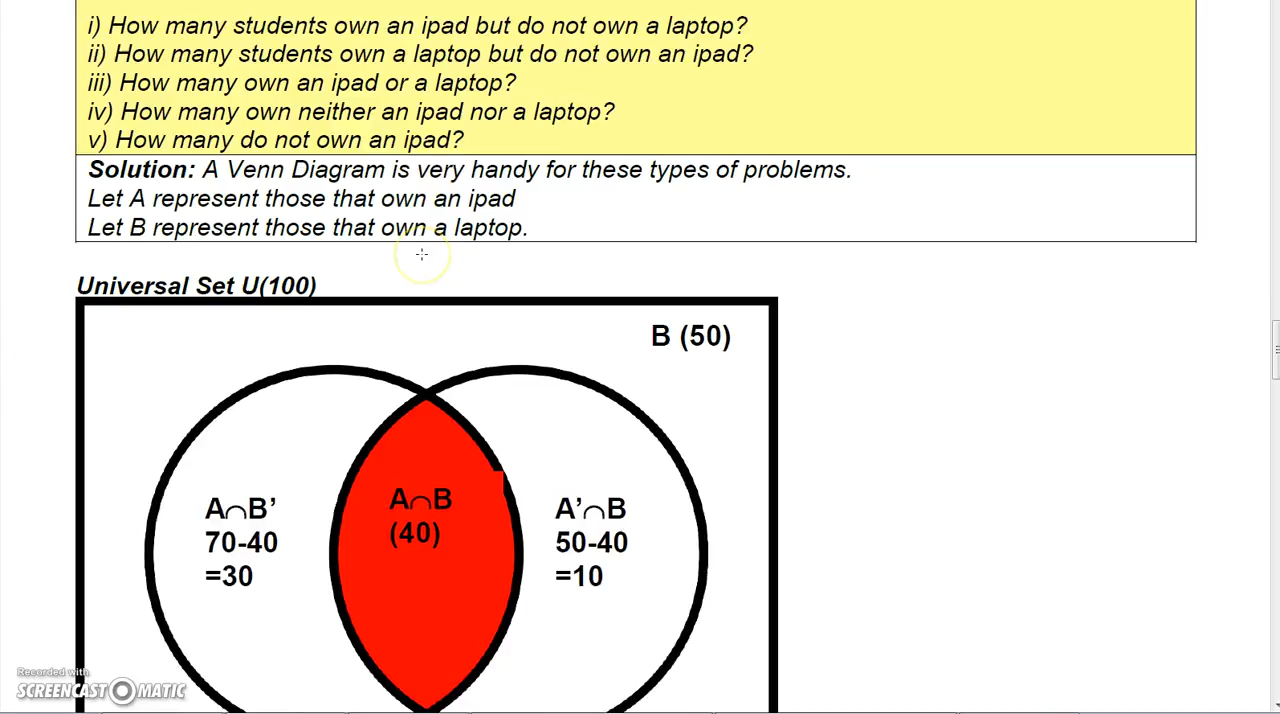 i) How many students own an ipad but do not own a laptop?
ii) How many students own a laptop but do not own an ipad?
iii) How many own an ipad or a laptop?
iv) How many own neither an ipad nor a laptop?
v) How many do not own an ipad?
Solution: A Venn Diagram is very handy for these types of problems.
Let A represent those that own an ipad
Let B represent those that own a laptop.
Universal Set U(100)
B (50)
A∩B’
70-40
=30
A∩B
(40)
A’∩B
50-40
=10
Recorded with
SCREENCAST-O-MATIC